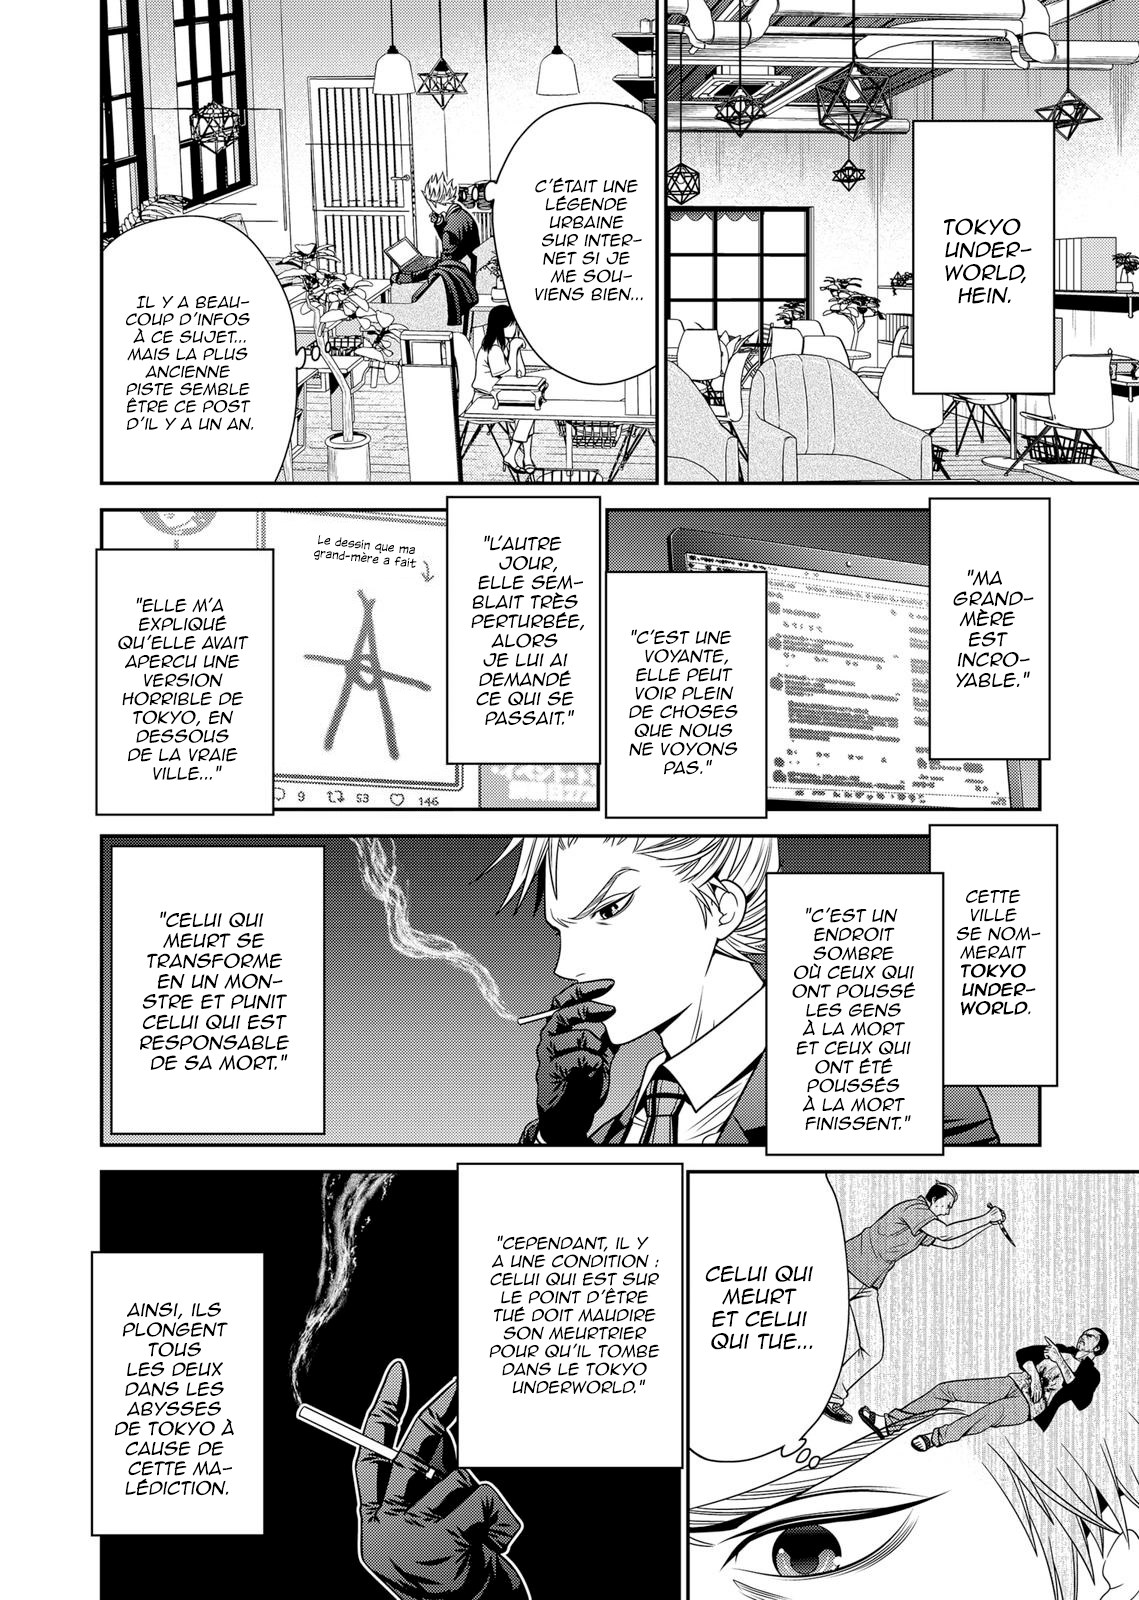 TOKYO
UNDER-
WORLD,
HEIN.
C'ÉTAIT UNE
LÉGENDE
URBAINE
SUR INTER-
NET SI JE
ME SOU-
VIENS BIEN...
IL Y A BEAU-
COUP D'INFOS
À CE SUJET...
MAIS LA PLUS
ANCIENNE
PISTE SEMBLE
ÊTRE CE POST
D'IL Y A UN AN.
"MA
GRAND-
MÈRE
EST
INCRO-
YABLE."
"C'EST UNE
VOYANTE,
ELLE PEUT
VOIR PLEIN
DE CHOSES
QUE NOUS
NE VOYONS
PAS."
"L'AUTRE
JOUR,
ELLE SEM-
BLAIT TRÈS
PERTURBÉE,
ALORS
JE LUI AI
DEMANDÉ
CE QUI SE
PASSAIT."
Le dessin que ma
grand-mère a fait
9 53 146
"ELLE M'A
EXPLIQUÉ
QU'ELLE AVAIT
APERCU UNE
VERSION
HORRIBLE DE
TOKYO, EN
DESSOUS
DE LA VRAIE
VILLE..."
CETTE
VILLE
SE NOM-
MERAIT
TOKYO
UNDER-
WORLD.
"C'EST UN
ENDROIT
SOMBRE
OÙ CEUX QUI
ONT POUSSÉ
LES GENS
À LA MORT
ET CEUX QUI
ONT ÉTÉ
POUSSÉS
À LA MORT
FINISSENT."
"CELUI QUI
MEURT SE
TRANSFORME
EN UN MON-
STRE ET PUNIT
CELUI QUI EST
RESPONSABLE
DE SA MORT."
CELUI QUI
MEURT
ET CELUI
QUI TUE...
"CEPENDANT, IL Y
A UNE CONDITION :
CELUI QUI EST SUR
LE POINT D'ÊTRE
TUÉ DOIT MAUDIRE
SON MEURTRIER
POUR QU'IL TOMBE
DANS LE TOKYO
UNDERWORLD."
AINSI, ILS
PLONGENT
TOUS
LES DEUX
DANS LES
ABYSSES
DE TOKYO À
CAUSE DE
CETTE MA-
LÉDICTION.